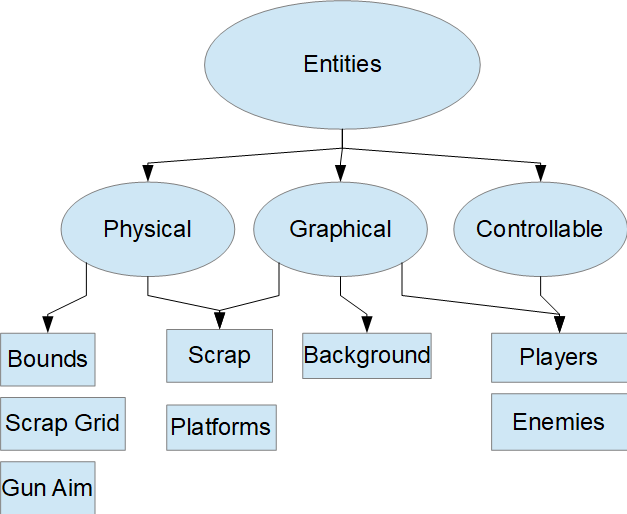 Entities
Physical
Graphical
Controllable
Bounds
Scrap
Background
Players
Scrap Grid
Platforms
Enemies
Gun Aim